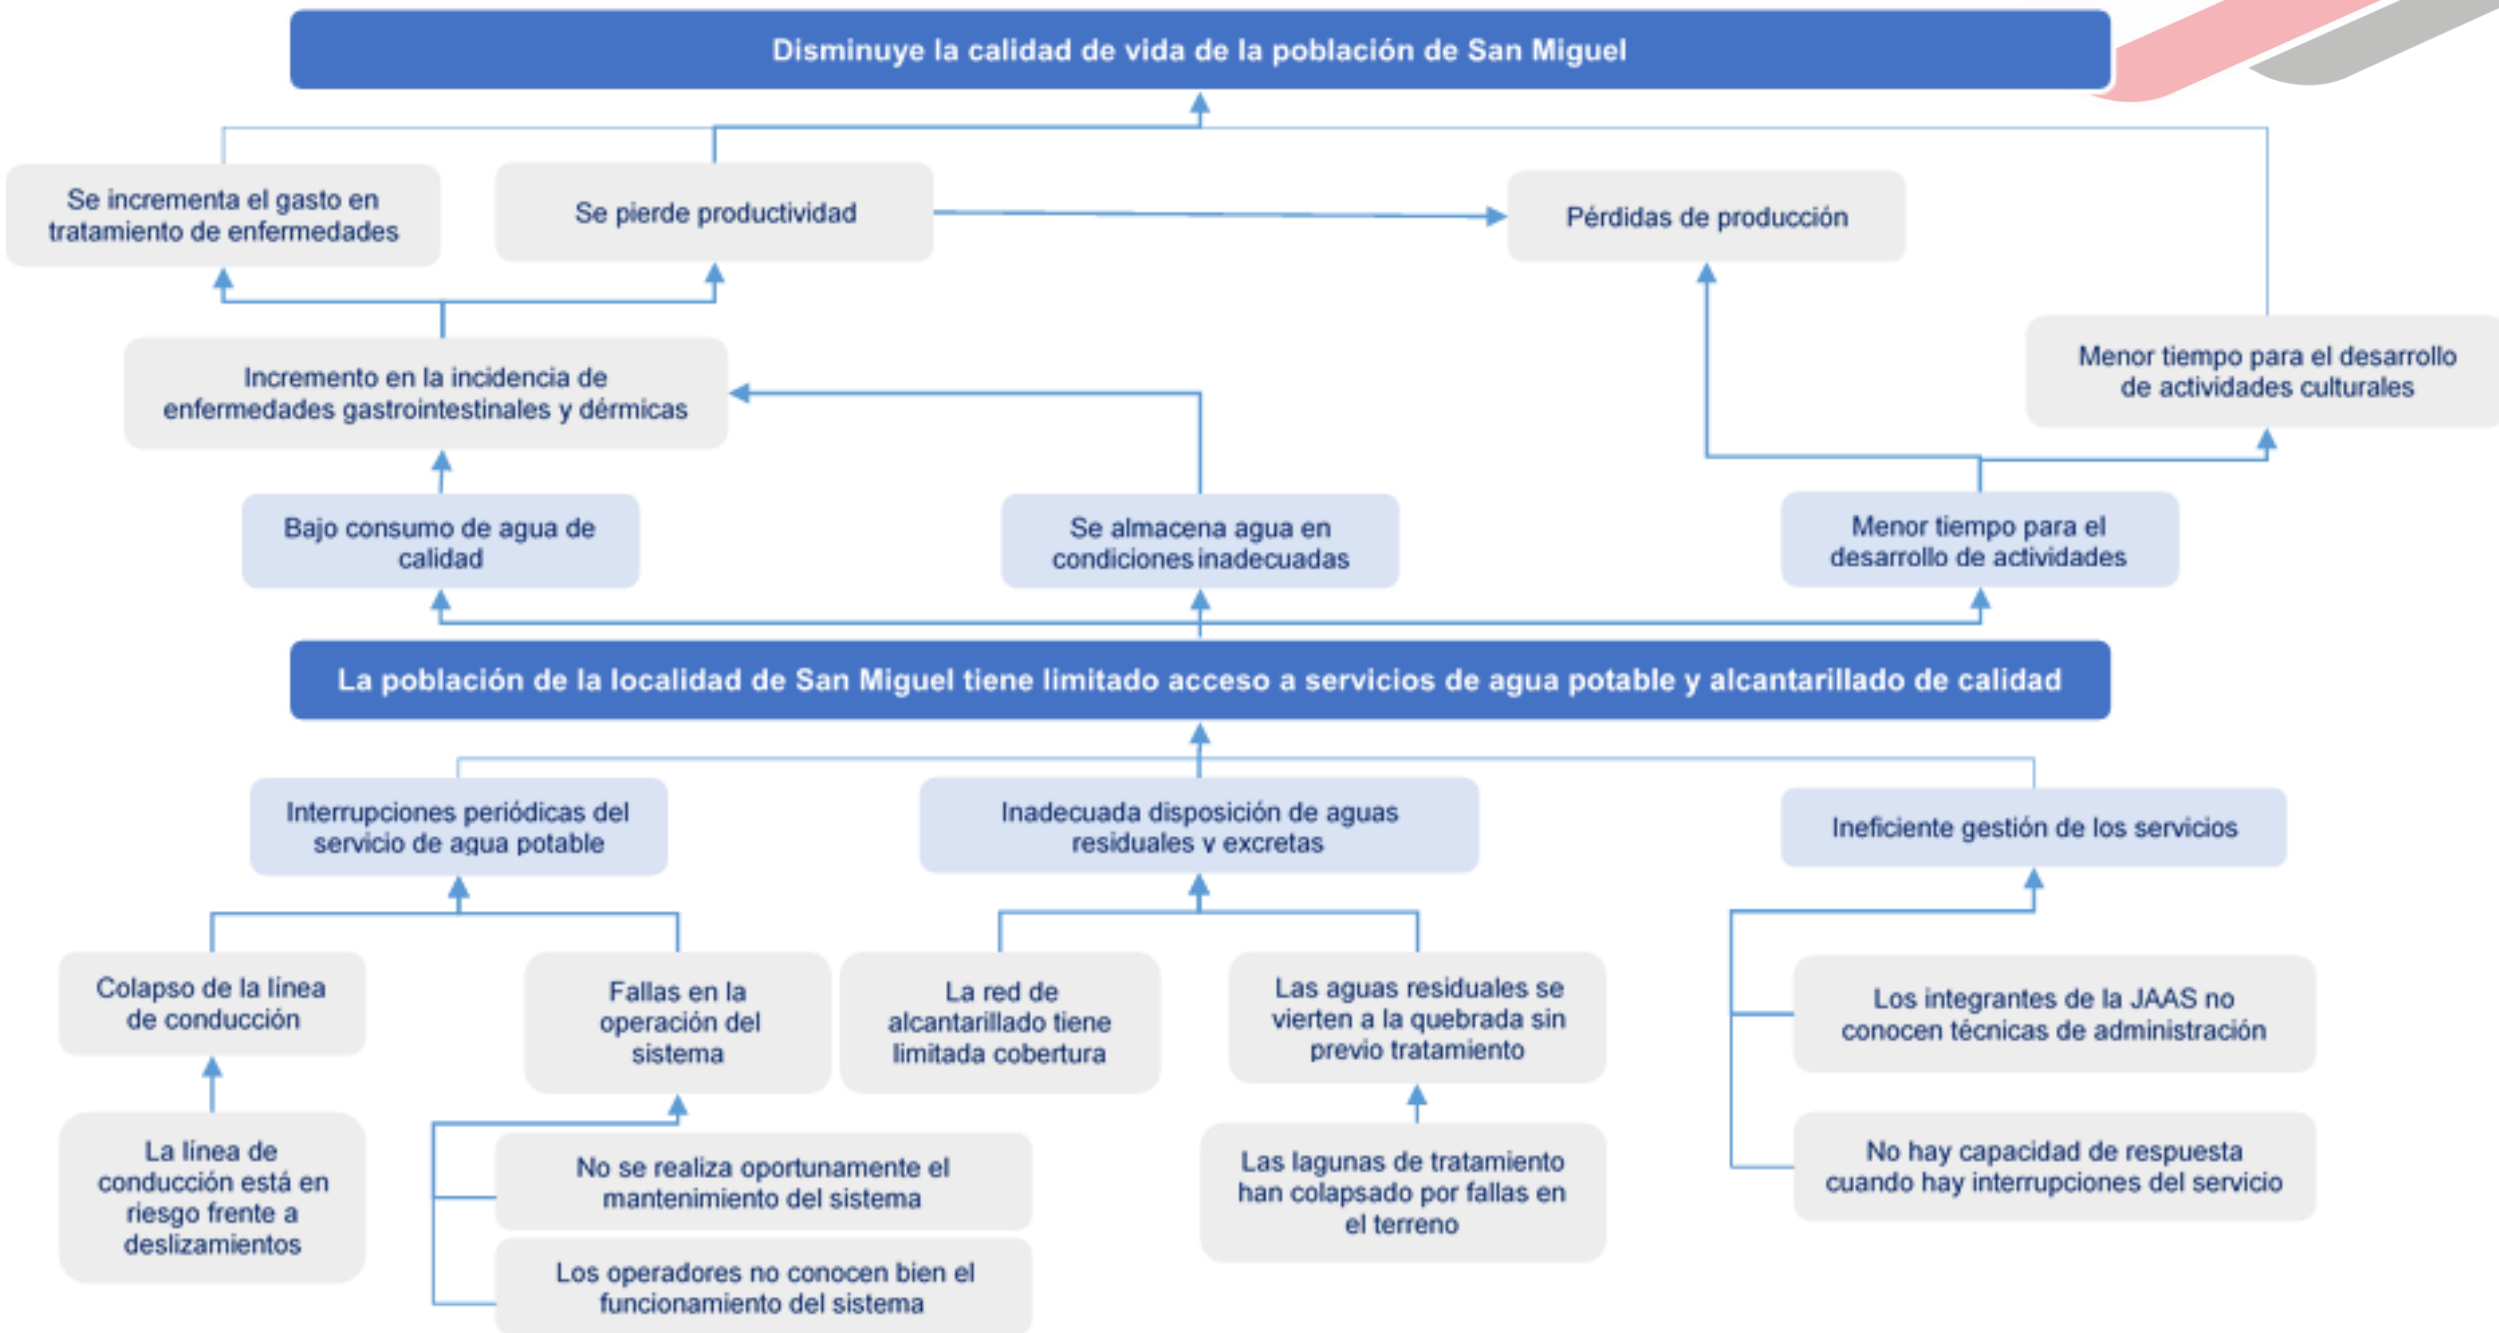 Disminuye la calidad de vida de la población de San Miguel
Se incrementa el gasto en
tratamiento de enfermedades
Se pierde productividad
Pérdidas de producción
Incremento en la incidencia de
enfermedades gastrointestinales y dérmicas
Menor tiempo para el desarrollo
de actividades culturales
Bajo consumo de agua de
calidad
Se almacena agua en
condiciones inadecuadas
Menor tiempo para el
desarrollo de actividades
La población de la localidad de San Miguel tiene limitado acceso a servicios de agua potable y alcantarillado de calidad
Interrupciones periódicas del
servicio de agua potable
Inadecuada disposición de aguas
residuales y excretas
Ineficiente gestión de los servicios
Colapso de la línea
de conducción
Fallas en la
operación del
sistema
La red de
alcantarillado tiene
limitada cobertura
Las aguas residuales se
vierten a la quebrada sin
previo tratamiento
Los integrantes de la JAAS no
conocen técnicas de administración
La línea de
conducción está en
riesgo frente a
deslizamientos
No se realiza oportunamente el
mantenimiento del sistema
Los operadores no conocen bien el
funcionamiento del sistema
Las lagunas de tratamiento
han colapsado por fallas en
el terreno
No hay capacidad de respuesta
cuando hay interrupciones del servicio